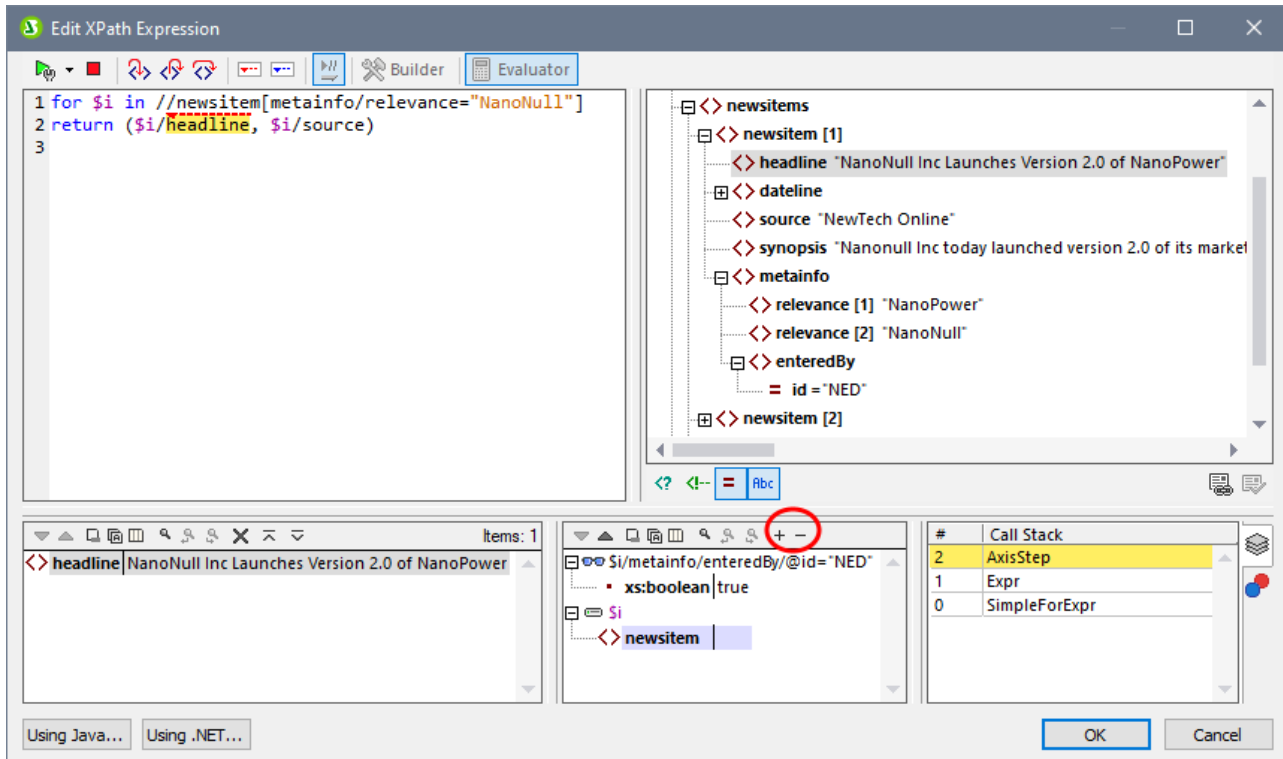 Edit XPath Expression
Builder
Evaluator
1 for $i in //newsitem[metainfo/relevance="NanoNull"]
2 return ($i/headline, $i/source)
3
<> newsitems
<> newsitem [1]
<> headline "NanoNull Inc Launches Version 2.0 of NanoPower"
<> dateline
<> source "NewTech Online"
<> synopsis "Nanonull Inc today launched version 2.0 of its market
<> metainfo
<> relevance [1] "NanoPower"
<> relevance [2] "NanoNull"
<> enteredBy
= id ="NED"
<> newsitem [2]
<? <!-- = Abc
Items: 1
<> headline NanoNull Inc Launches Version 2.0 of NanoPower
+ −
$i/metainfo/enteredBy/@id="NED"
xs:boolean true
$i
<> newsitem
# Call Stack
2 AxisStep
1 Expr
0 SimpleForExpr
Using Java...
Using .NET...
OK
Cancel